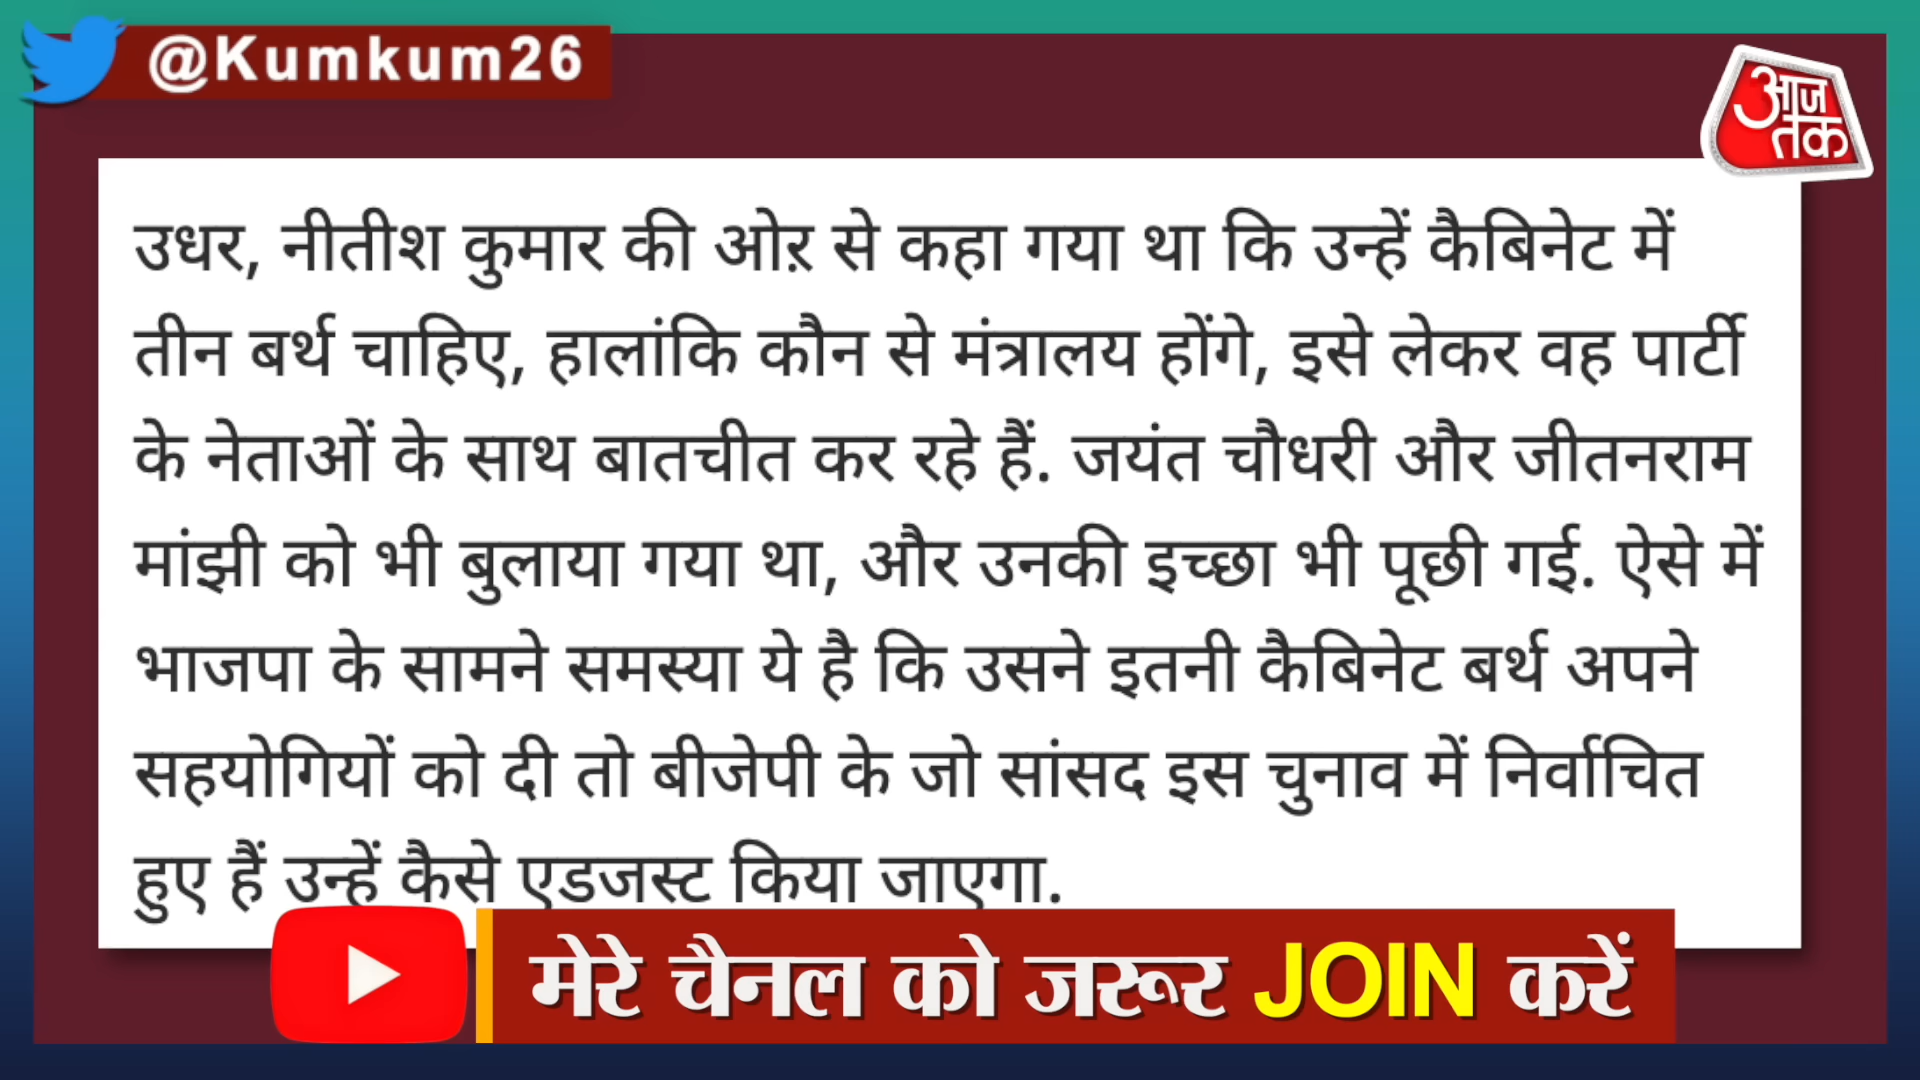 @Kumkum26
आज
तक
उधर, नीतीश कुमार की ओऱ से कहा गया था कि उन्हें कैबिनेट में
तीन बर्थ चाहिए, हालांकि कौन से मंत्रालय होंगे, इसे लेकर वह पार्टी
के नेताओं के साथ बातचीत कर रहे हैं. जयंत चौधरी और जीतनराम
मांझी को भी बुलाया गया था, और उनकी इच्छा भी पूछी गई. ऐसे में
भाजपा के सामने समस्या ये है कि उसने इतनी कैबिनेट बर्थ अपने
सहयोगियों को दी तो बीजेपी के जो सांसद इस चुनाव में निर्वाचित
हुए हैं उन्हें कैसे एडजस्ट किया जाएगा.
मेरे चैनल को जरूर JOIN करें